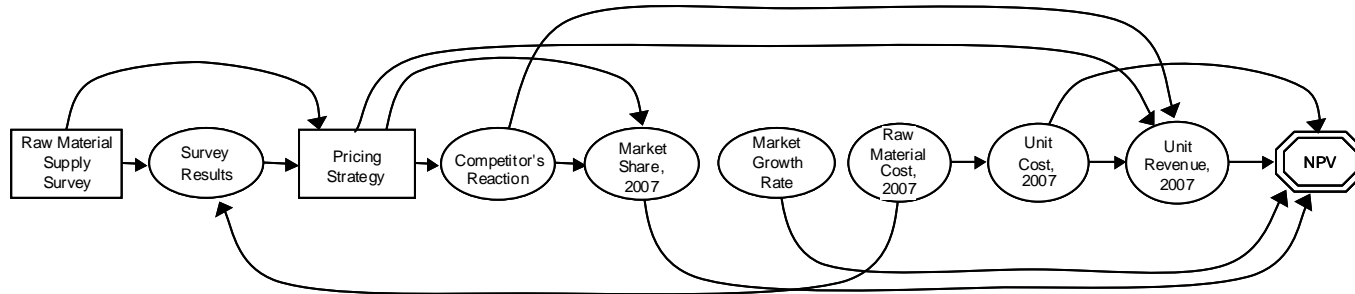 Raw Material
Supply
Survey
Survey
Results
Pricing
Strategy
Competitor's
Reaction
Market
Share,
2007
Market
Growth
Rate
Raw
Material
Cost, 2007
Unit
Cost,
2007
Unit
Revenue,
2007
NPV